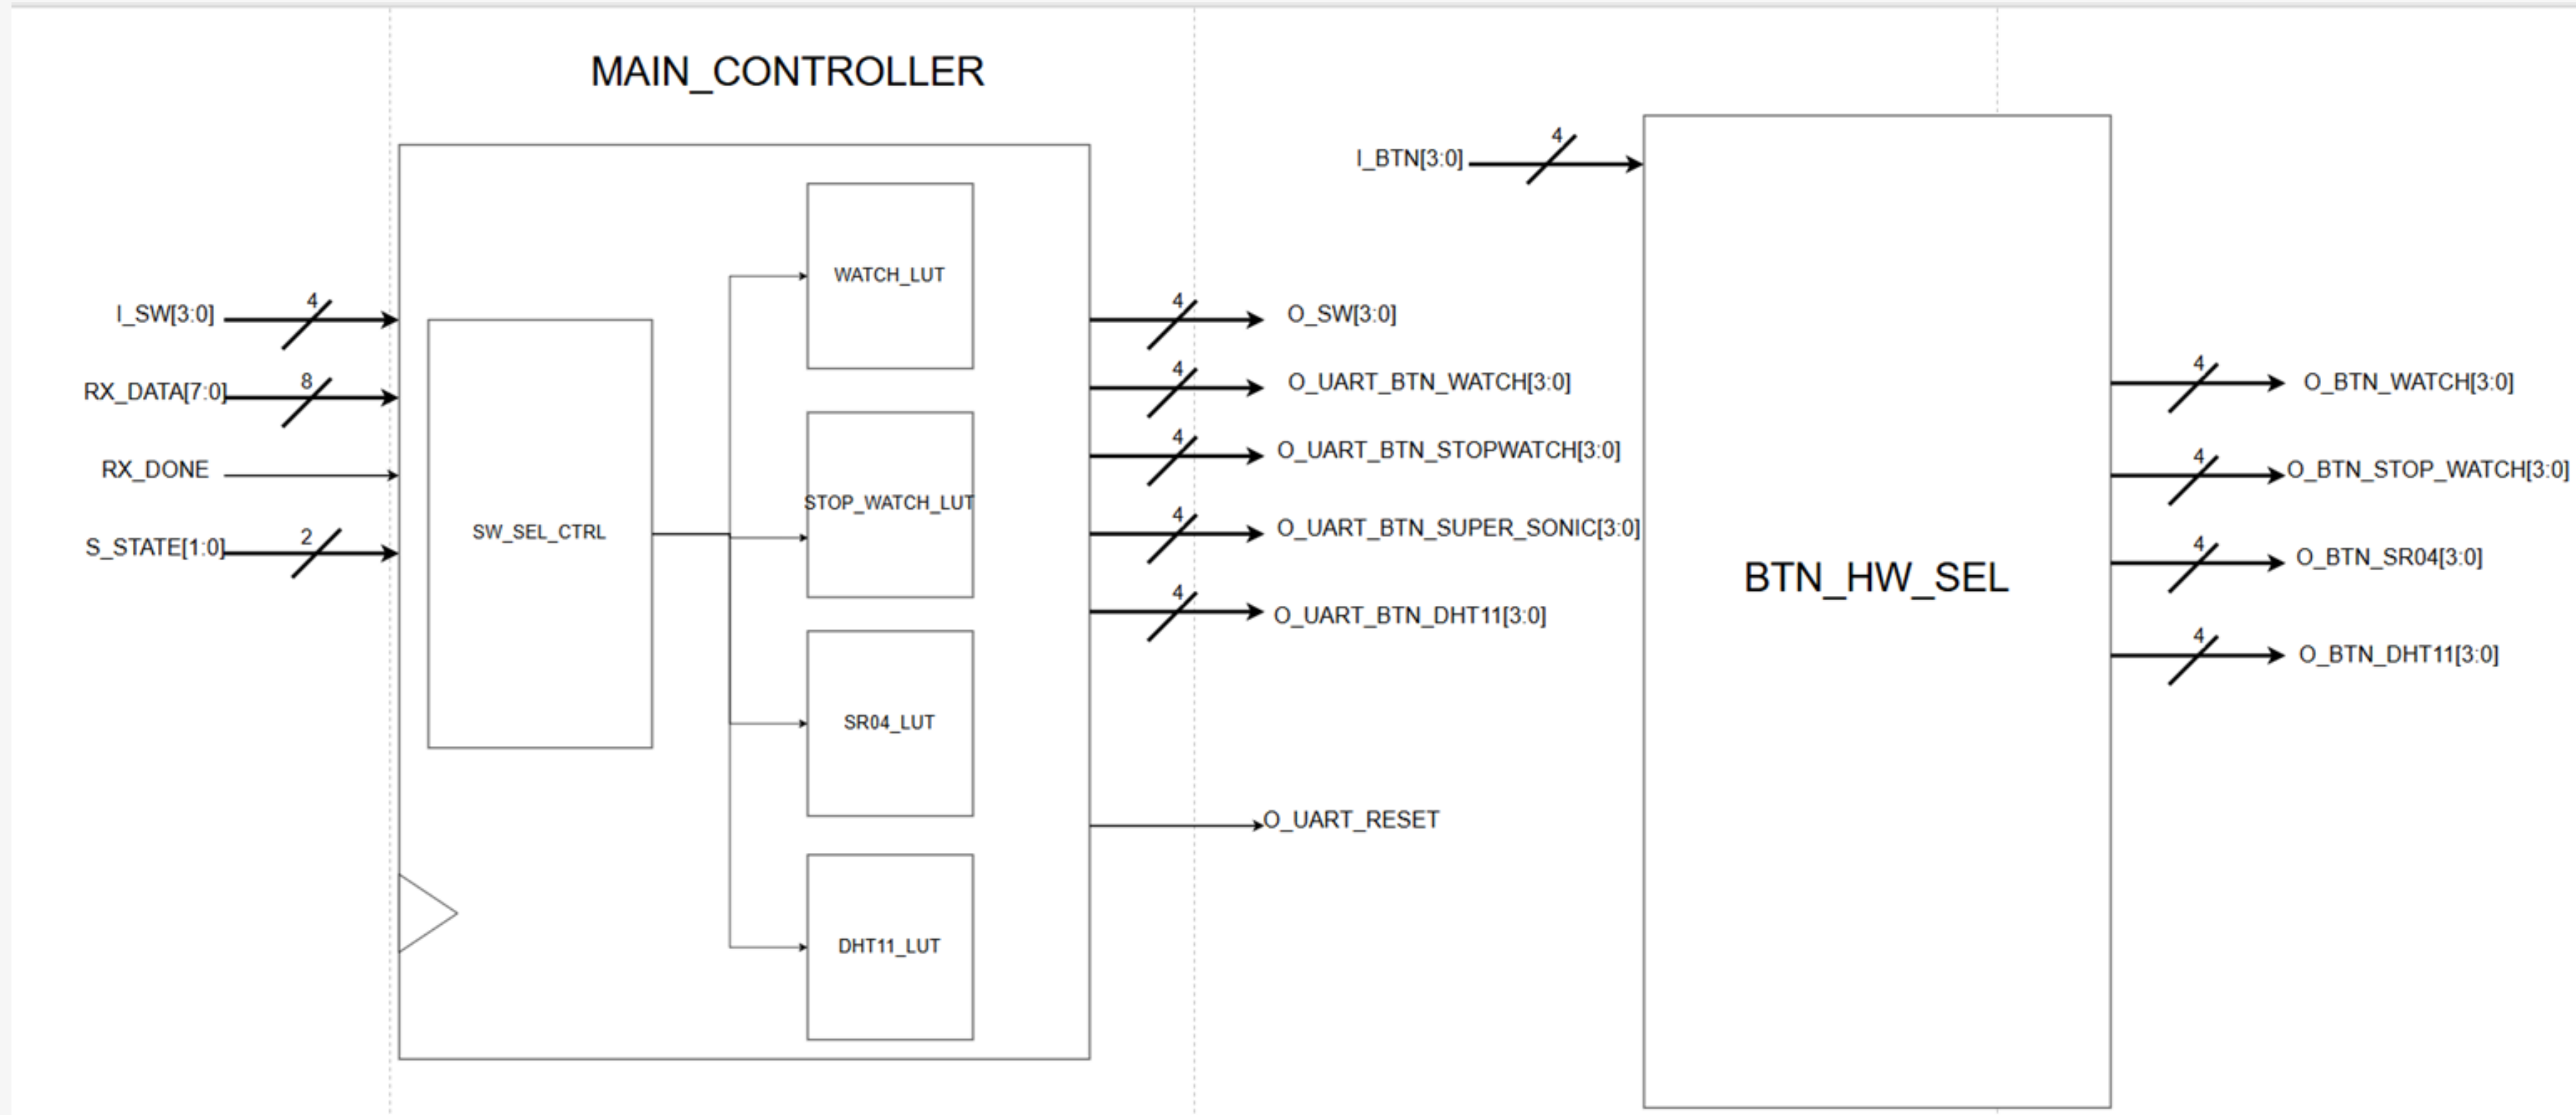 MAIN_CONTROLLER
I_SW[3:0]
4
RX_DATA[7:0]
8
RX_DONE
S_STATE[1:0]
2
SW_SEL_CTRL
WATCH_LUT
STOP_WATCH_LUT
SR04_LUT
DHT11_LUT
4
O_SW[3:0]
4
O_UART_BTN_WATCH[3:0]
4
O_UART_BTN_STOPWATCH[3:0]
4
O_UART_BTN_SUPER_SONIC[3:0]
4
O_UART_BTN_DHT11[3:0]
O_UART_RESET
I_BTN[3:0]
4
BTN_HW_SEL
4
O_BTN_WATCH[3:0]
4
O_BTN_STOP_WATCH[3:0]
4
O_BTN_SR04[3:0]
4
O_BTN_DHT11[3:0]